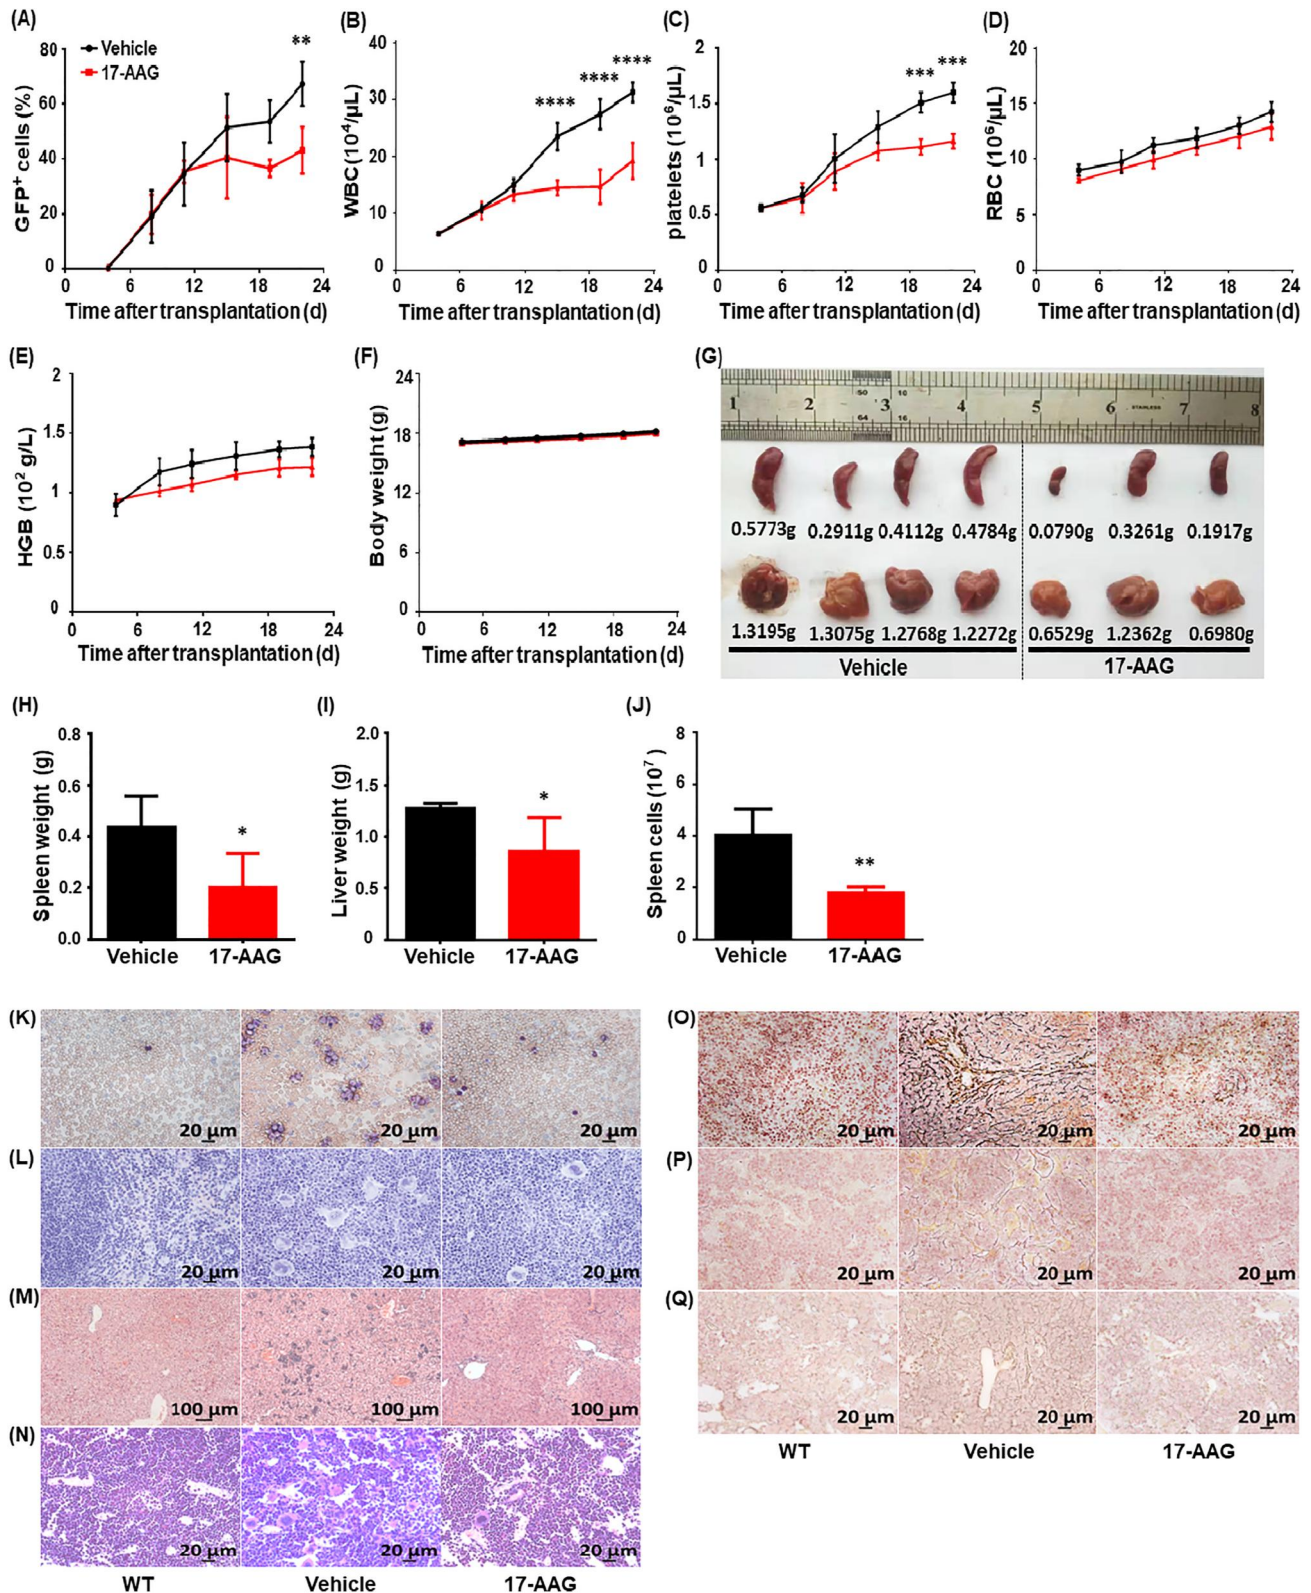 (A)
GFP+ cells (%)
80
60
40
20
0
0 6 12 18 24
Time after transplantation (d)
Vehicle
17-AAG
**
(B)
WBC (10⁴/μL)
40
30
20
10
0
0 6 12 18 24
Time after transplantation (d)
**** **** ****
(C)
platelets (10⁶/μL)
2
1.5
1
0.5
0
0 6 12 18 24
Time after transplantation (d)
*** ***
(D)
RBC (10⁶/μL)
20
15
10
5
0
0 6 12 18 24
Time after transplantation (d)
(E)
HGB (10² g/L)
2
1.5
1
0.5
0
0 6 12 18 24
Time after transplantation (d)
(F)
Body weight (g)
24
18
12
6
0
0 6 12 18 24
Time after transplantation (d)
(G)
50 10
1 2 3 4 5 6 STAINLESS 7 8
64 16
0.5773g 0.2911g 0.4112g 0.4784g 0.0790g 0.3261g 0.1917g
1.3195g 1.3075g 1.2768g 1.2272g 0.6529g 1.2362g 0.6980g
Vehicle 17-AAG
(H)
Spleen weight (g)
0.8
0.6
0.4
0.2
0.0
*
Vehicle 17-AAG
(I)
Liver weight (g)
2.0
1.5
1.0
0.5
0
*
Vehicle 17-AAG
(J)
Spleen cells (10⁷)
8
6
4
2
0
**
Vehicle 17-AAG
(K)
20 μm 20 μm 20 μm
(L)
20 μm 20 μm 20 μm
(M)
100 μm 100 μm 100 μm
(N)
20 μm 20 μm 20 μm
WT Vehicle 17-AAG
(O)
20 μm 20 μm 20 μm
(P)
20 μm 20 μm 20 μm
(Q)
20 μm 20 μm 20 μm
WT Vehicle 17-AAG